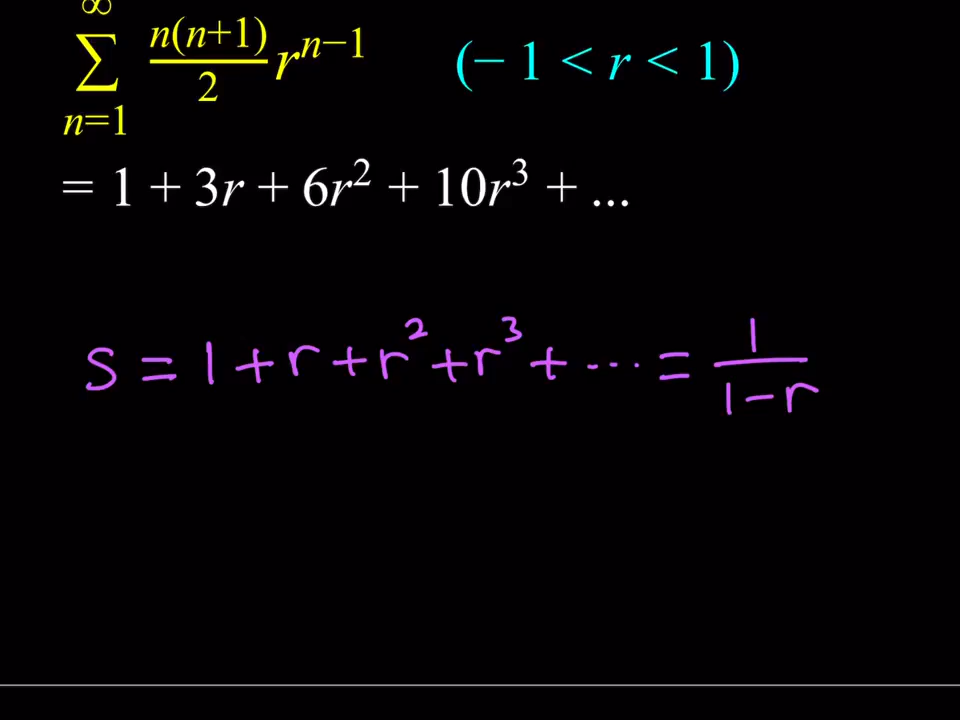 ∞
∑ n(n+1)/2 r^(n−1) (− 1 < r < 1)
n=1
= 1 + 3r + 6r² + 10r³ + ...
S = 1 + r + r² + r³ + ... = 1/(1−r)